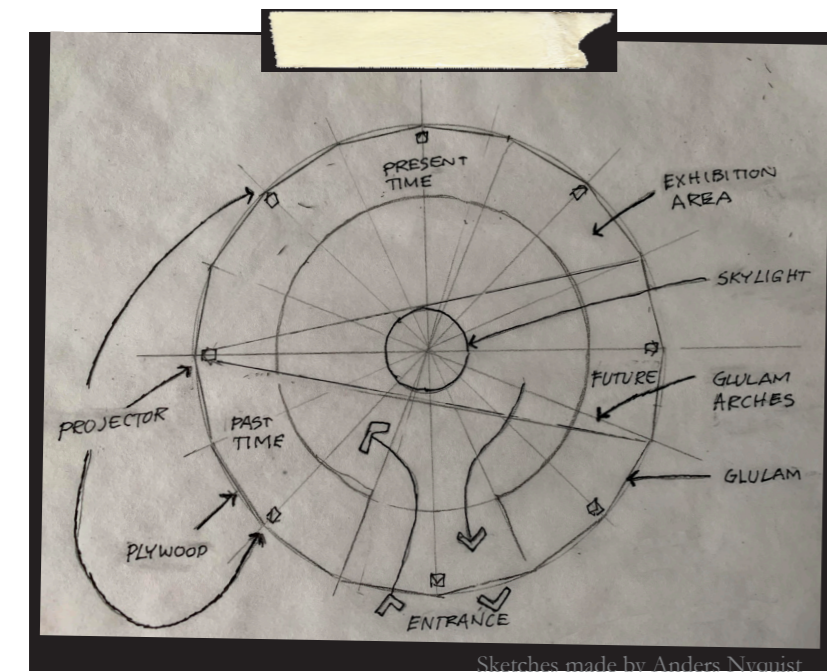 PRESENT
TIME
EXHIBITION
AREA
SKYLIGHT
FUTURE
GLULAM
ARCHES
PROJECTOR
PAST
TIME
GLULAM
PLYWOOD
ENTRANCE
Sketches made by Anders Nyquist